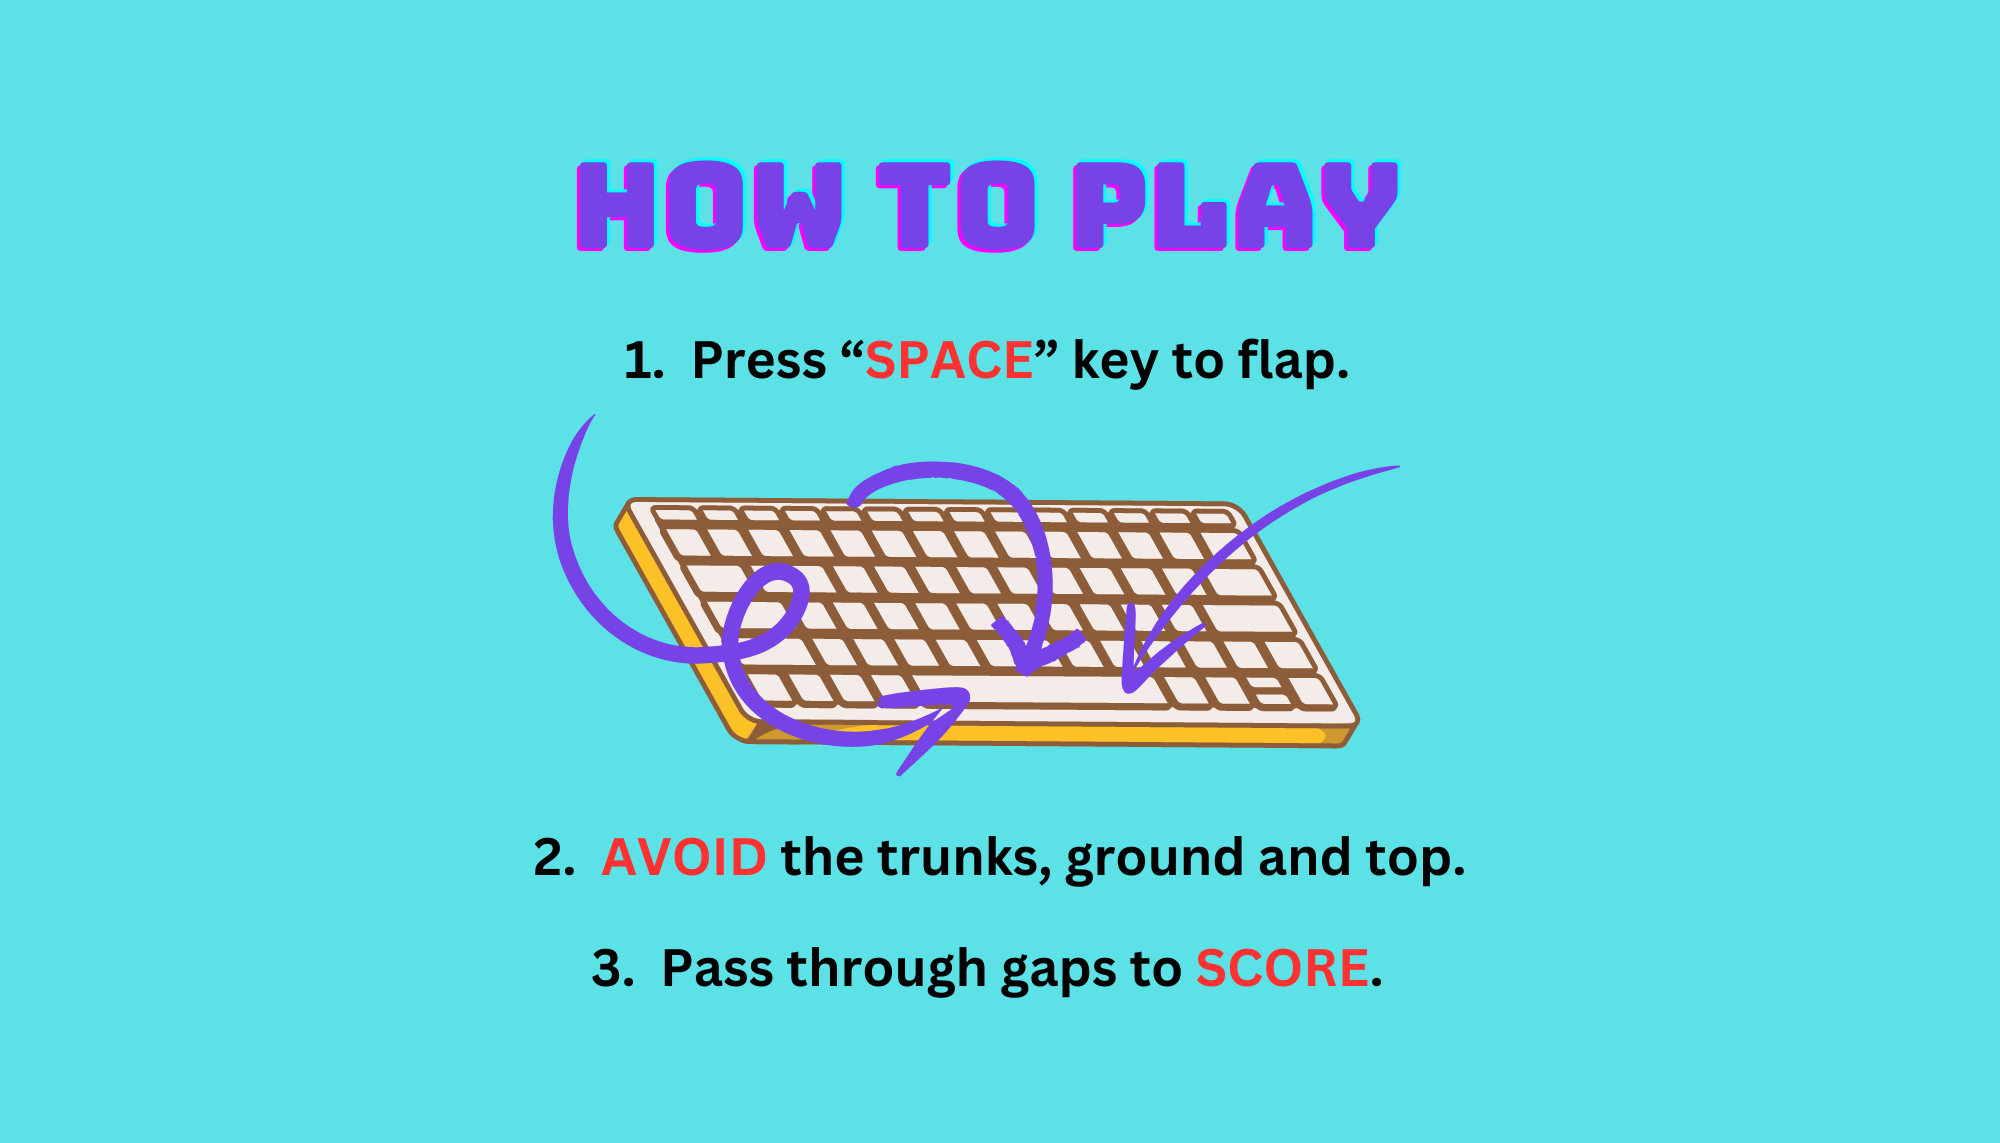 HOW TO PLAY
1. Press “SPACE” key to flap.
2. AVOID the trunks, ground and top.
3. Pass through gaps to SCORE.